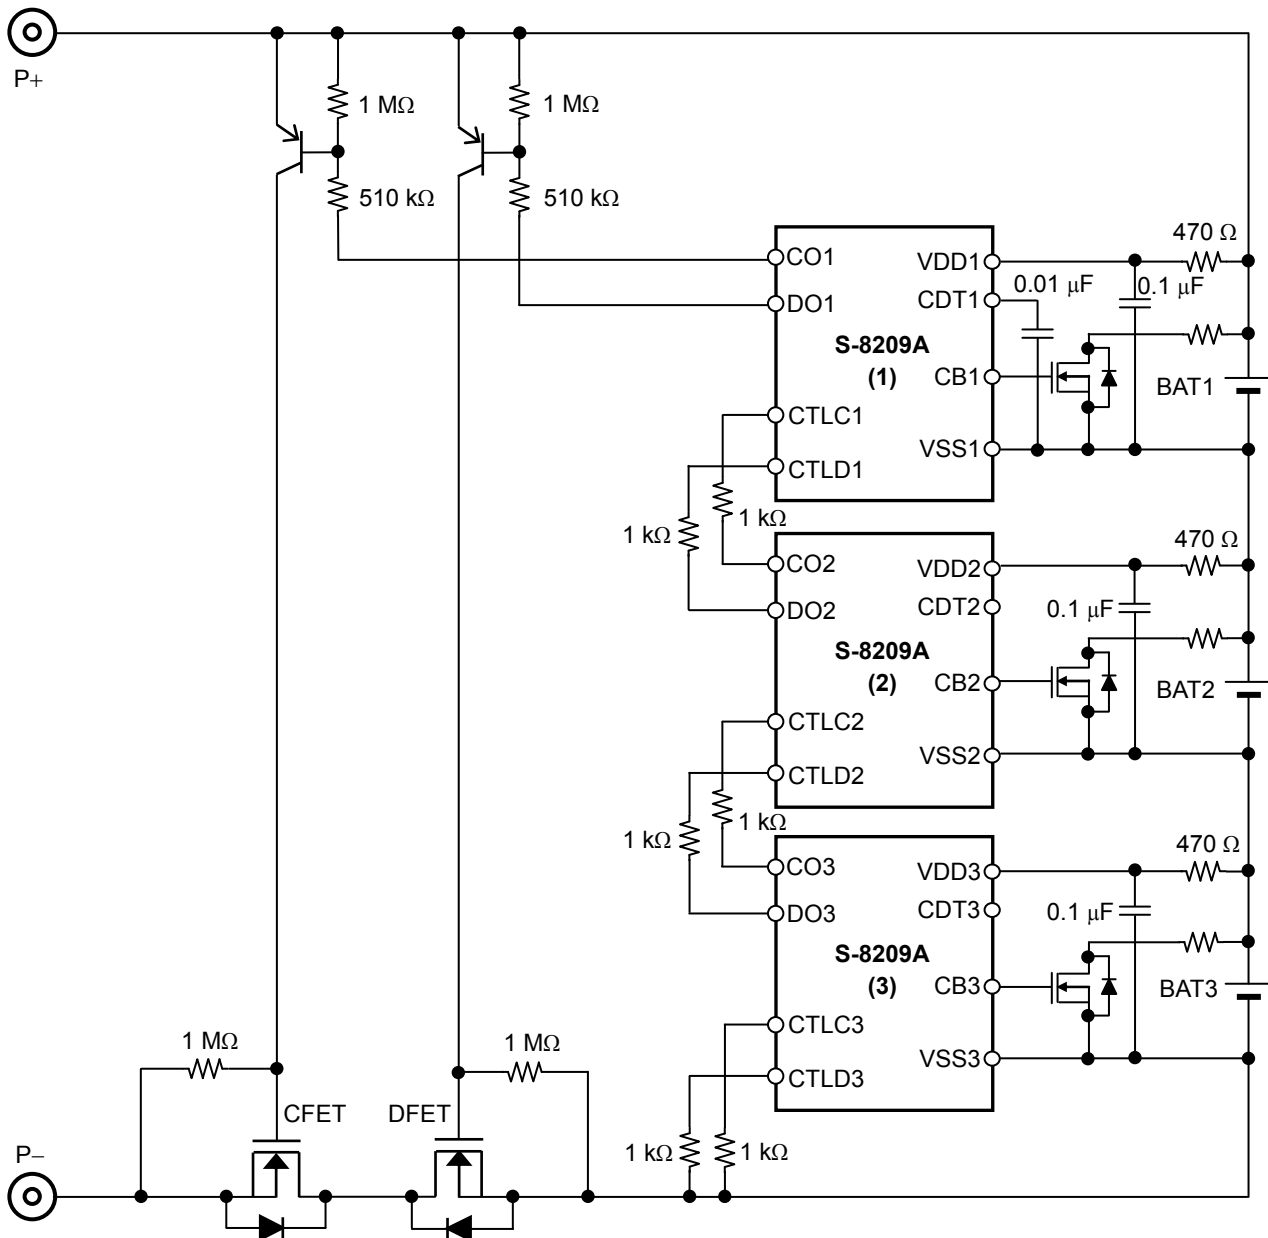 P+
1 MΩ
1 MΩ
510 kΩ
510 kΩ
470 Ω
CO1
VDD1
0.01 μF
0.1 μF
DO1
CDT1
S-8209A
(1)
CB1
BAT1
CTLC1
VSS1
CTLD1
1 kΩ
1 kΩ
470 Ω
CO2
VDD2
DO2
CDT2
0.1 μF
S-8209A
(2)
CB2
BAT2
CTLC2
VSS2
CTLD2
1 kΩ
1 kΩ
470 Ω
CO3
VDD3
DO3
CDT3
0.1 μF
S-8209A
(3)
CB3
BAT3
CTLC3
VSS3
CTLD3
1 MΩ
1 MΩ
CFET
DFET
1 kΩ
1 kΩ
P−